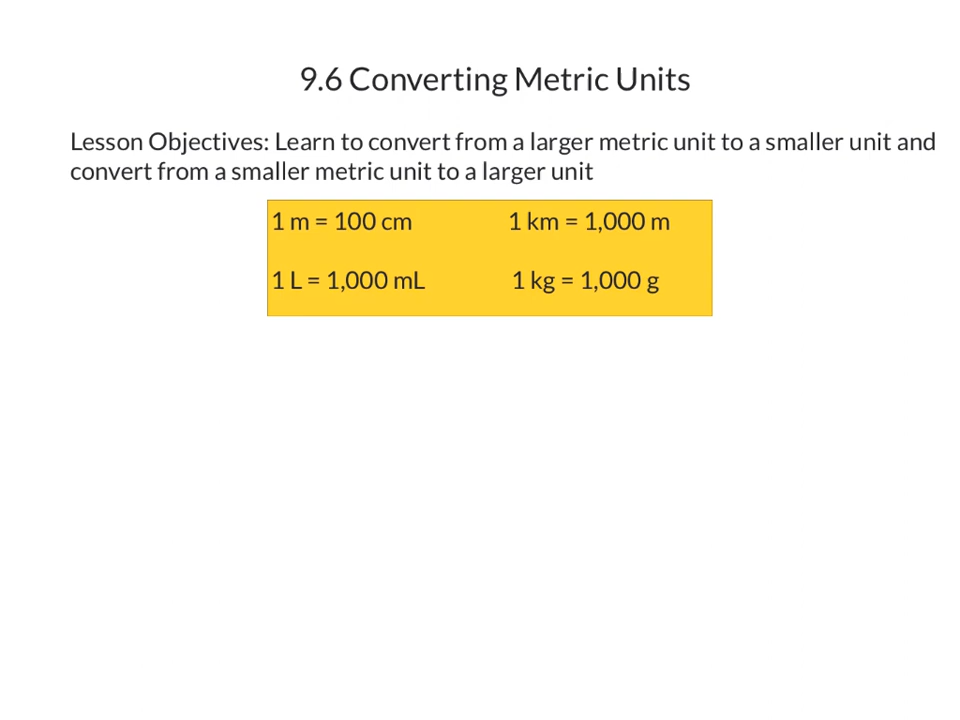 9.6 Converting Metric Units
Lesson Objectives: Learn to convert from a larger metric unit to a smaller unit and
convert from a smaller metric unit to a larger unit
1 m = 100 cm 1 km = 1,000 m
1 L = 1,000 mL 1 kg = 1,000 g